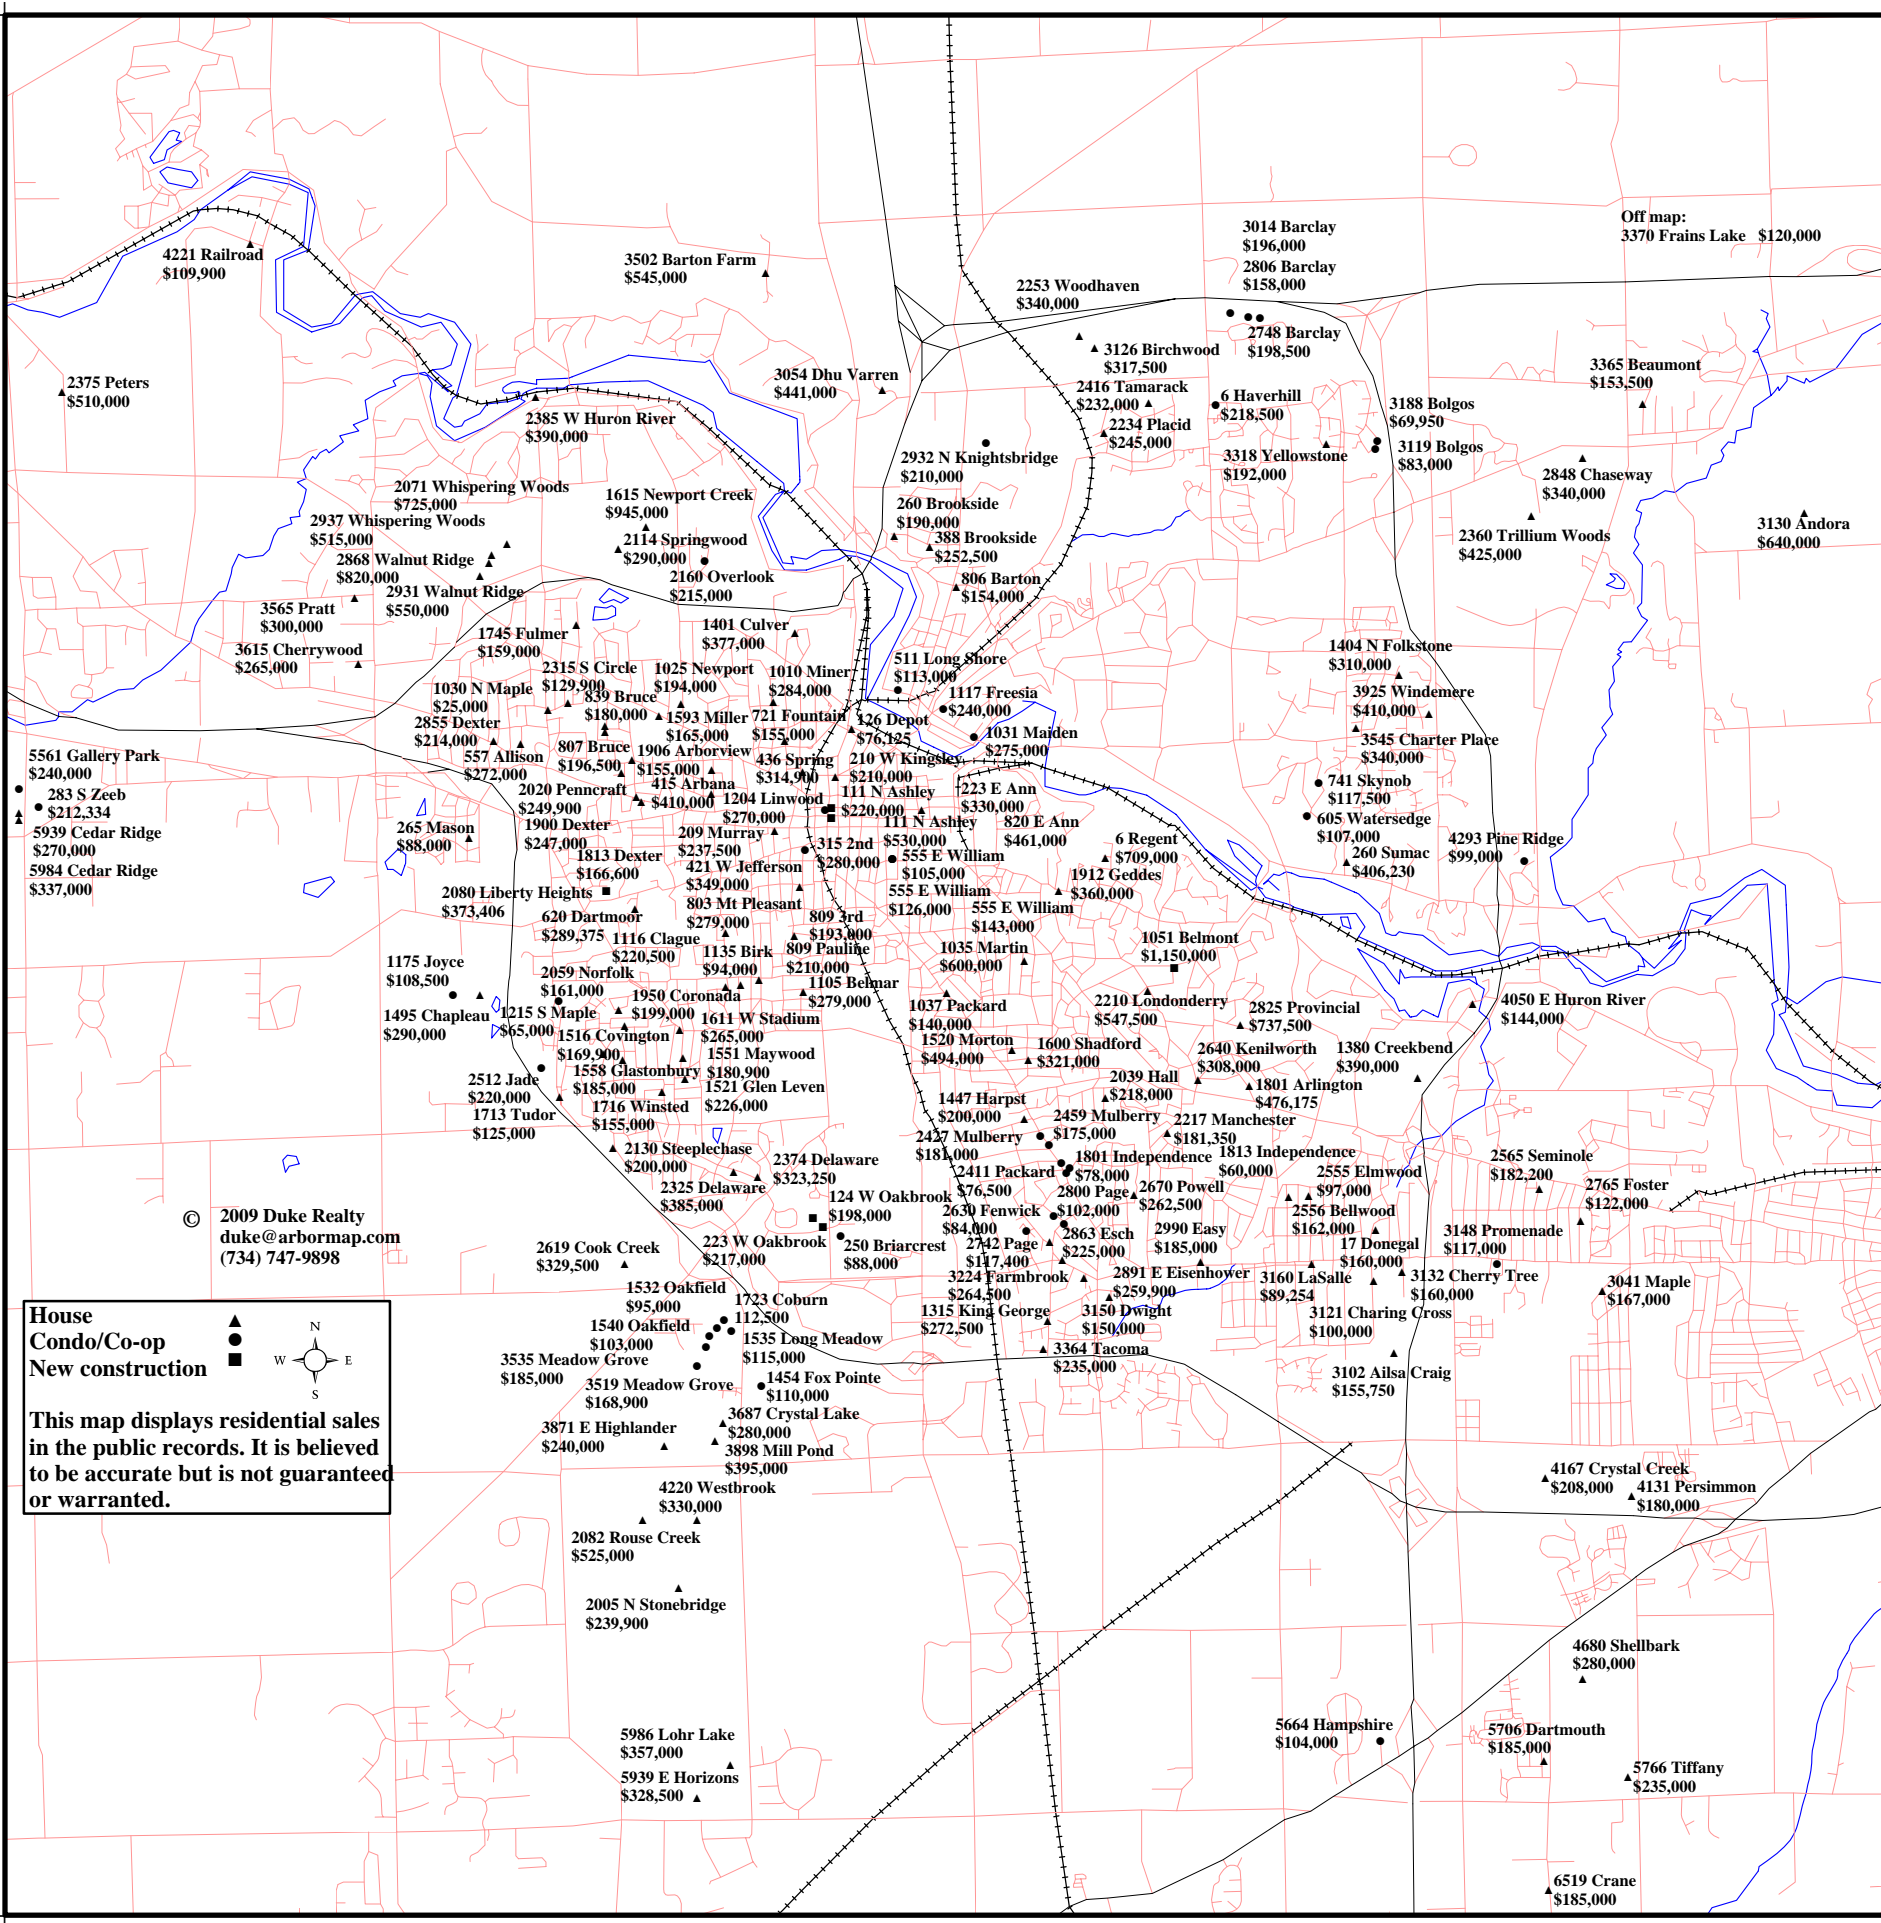 Off map:
3370 Frains Lake $120,000
3014 Barclay
$196,000
2806 Barclay
$158,000
4221 Railroad
$109,900
3502 Barton Farm
$545,000
2253 Woodhaven
$340,000
2748 Barclay
$198,500
3126 Birchwood
$317,500
3365 Beaumont
$153,500
2375 Peters
$510,000
3054 Dhu Varren
$441,000
2416 Tamarack
$232,000
6 Haverhill
$218,500
3188 Bolgos
$69,950
2385 W Huron River
$390,000
2234 Placid
$245,000
3119 Bolgos
$83,000
2932 N Knightsbridge
$210,000
3318 Yellowstone
$192,000
2848 Chaseway
$340,000
2071 Whispering Woods
$725,000
1615 Newport Creek
$945,000
260 Brookside
$190,000
2937 Whispering Woods
$515,000
3130 Andora
$640,000
2360 Trillium Woods
$425,000
2114 Springwood
$290,000
388 Brookside
$252,500
2868 Walnut Ridge
$820,000
2160 Overlook
$215,000
806 Barton
$154,000
2931 Walnut Ridge
$550,000
3565 Pratt
$300,000
1745 Fulmer
$159,000
1401 Culver
$377,000
3615 Cherrywood
$265,000
1404 N Folkstone
$310,000
2315 S Circle
$129,900
1025 Newport
$194,000
1010 Miner
$284,000
511 Long Shore
$113,000
1030 N Maple
$25,000
839 Bruce
$180,000
1117 Freesia
$240,000
3925 Windemere
$410,000
2855 Dexter
$214,000
1593 Miller
$165,000
721 Fountain
$155,000
126 Depot
$76,125
1031 Maiden
$275,000
3545 Charter Place
$340,000
5561 Gallery Park
$240,000
557 Allison
$272,000
807 Bruce
$196,500
1906 Arborview
$155,000
436 Spring
$314,900
210 W Kingsley
$210,000
283 S Zeeb
$212,334
2020 Penncraft
$249,900
415 Arbana
$410,000
1204 Linwood
$270,000
111 N Ashley
$220,000
223 E Ann
$330,000
741 Skynob
$117,500
5939 Cedar Ridge
$270,000
265 Mason
$88,000
1900 Dexter
$247,000
209 Murray
$237,500
111 N Ashley
$530,000
820 E Ann
$461,000
605 Watersedge
$107,000
6 Regent
$709,000
4293 Pine Ridge
$99,000
315 2nd
$280,000
5984 Cedar Ridge
$337,000
1813 Dexter
$166,600
421 W Jefferson
$349,000
555 E William
$105,000
260 Sumac
$406,230
1912 Geddes
$360,000
2080 Liberty Heights
$373,406
555 E William
$126,000
803 Mt Pleasant
$279,000
555 E William
$143,000
620 Dartmoor
$289,375
809 3rd
$193,000
1116 Clague
$220,500
1051 Belmont
$1,150,000
1135 Birk
$94,000
809 Pauline
$210,000
1035 Martin
$600,000
1175 Joyce
$108,500
2059 Norfolk
$161,000
1105 Belmar
$279,000
1950 Coronada
$199,000
1037 Packard
$140,000
2210 Londonderry
$547,500
2825 Provincial
$737,500
4050 E Huron River
$144,000
1495 Chapleau
$290,000
1215 S Maple
$65,000
1611 W Stadium
$265,000
1516 Covington
$169,900
1520 Morton
$494,000
1600 Shadford
$321,000
2640 Kenilworth
$308,000
1380 Creekbend
$390,000
1551 Maywood
$180,900
1558 Glastonbury
$185,000
2512 Jade
$220,000
1521 Glen Leven
$226,000
2039 Hall
$218,000
1801 Arlington
$476,175
1716 Winsted
$155,000
1447 Harpst
$200,000
1713 Tudor
$125,000
2459 Mulberry
$175,000
2217 Manchester
$181,350
2427 Mulberry
$181,000
2130 Steeplechase
$200,000
2374 Delaware
$323,250
1801 Independence
$78,000
1813 Independence
$60,000
2565 Seminole
$182,200
2411 Packard
$76,500
2555 Elmwood
$97,000
2325 Delaware
$385,000
124 W Oakbrook
$198,000
2800 Page
$102,000
2670 Powell
$262,500
2765 Foster
$122,000
2630 Fenwick
$84,000
2556 Bellwood
$162,000
2863 Esch
$225,000
2990 Easy
$185,000
3148 Promenade
$117,000
© 2009 Duke Realty
duke@arbormap.com
(734) 747-9898
2619 Cook Creek
$329,500
223 W Oakbrook
$217,000
250 Briarcrest
$88,000
2742 Page
$117,400
17 Donegal
$160,000
3224 Farmbrook
$264,500
2891 E Eisenhower
$259,900
3160 LaSalle
$89,254
3132 Cherry Tree
$160,000
3041 Maple
$167,000
1532 Oakfield
$95,000
1723 Coburn
112,500
1315 King George
$272,500
3150 Dwight
$150,000
3121 Charing Cross
$100,000
1540 Oakfield
$103,000
1535 Long Meadow
$115,000
3364 Tacoma
$235,000
3535 Meadow Grove
$185,000
3102 Ailsa Craig
$155,750
3519 Meadow Grove
$168,900
1454 Fox Pointe
$110,000
3687 Crystal Lake
$280,000
3871 E Highlander
$240,000
3898 Mill Pond
$395,000
House
Condo/Co-op
New construction
N
W E
S
This map displays residential sales
in the public records. It is believed
to be accurate but is not guaranteed
or warranted.
4220 Westbrook
$330,000
4167 Crystal Creek
$208,000
4131 Persimmon
$180,000
2082 Rouse Creek
$525,000
2005 N Stonebridge
$239,900
4680 Shellbark
$280,000
5986 Lohr Lake
$357,000
5664 Hampshire
$104,000
5706 Dartmouth
$185,000
5939 E Horizons
$328,500
5766 Tiffany
$235,000
6519 Crane
$185,000